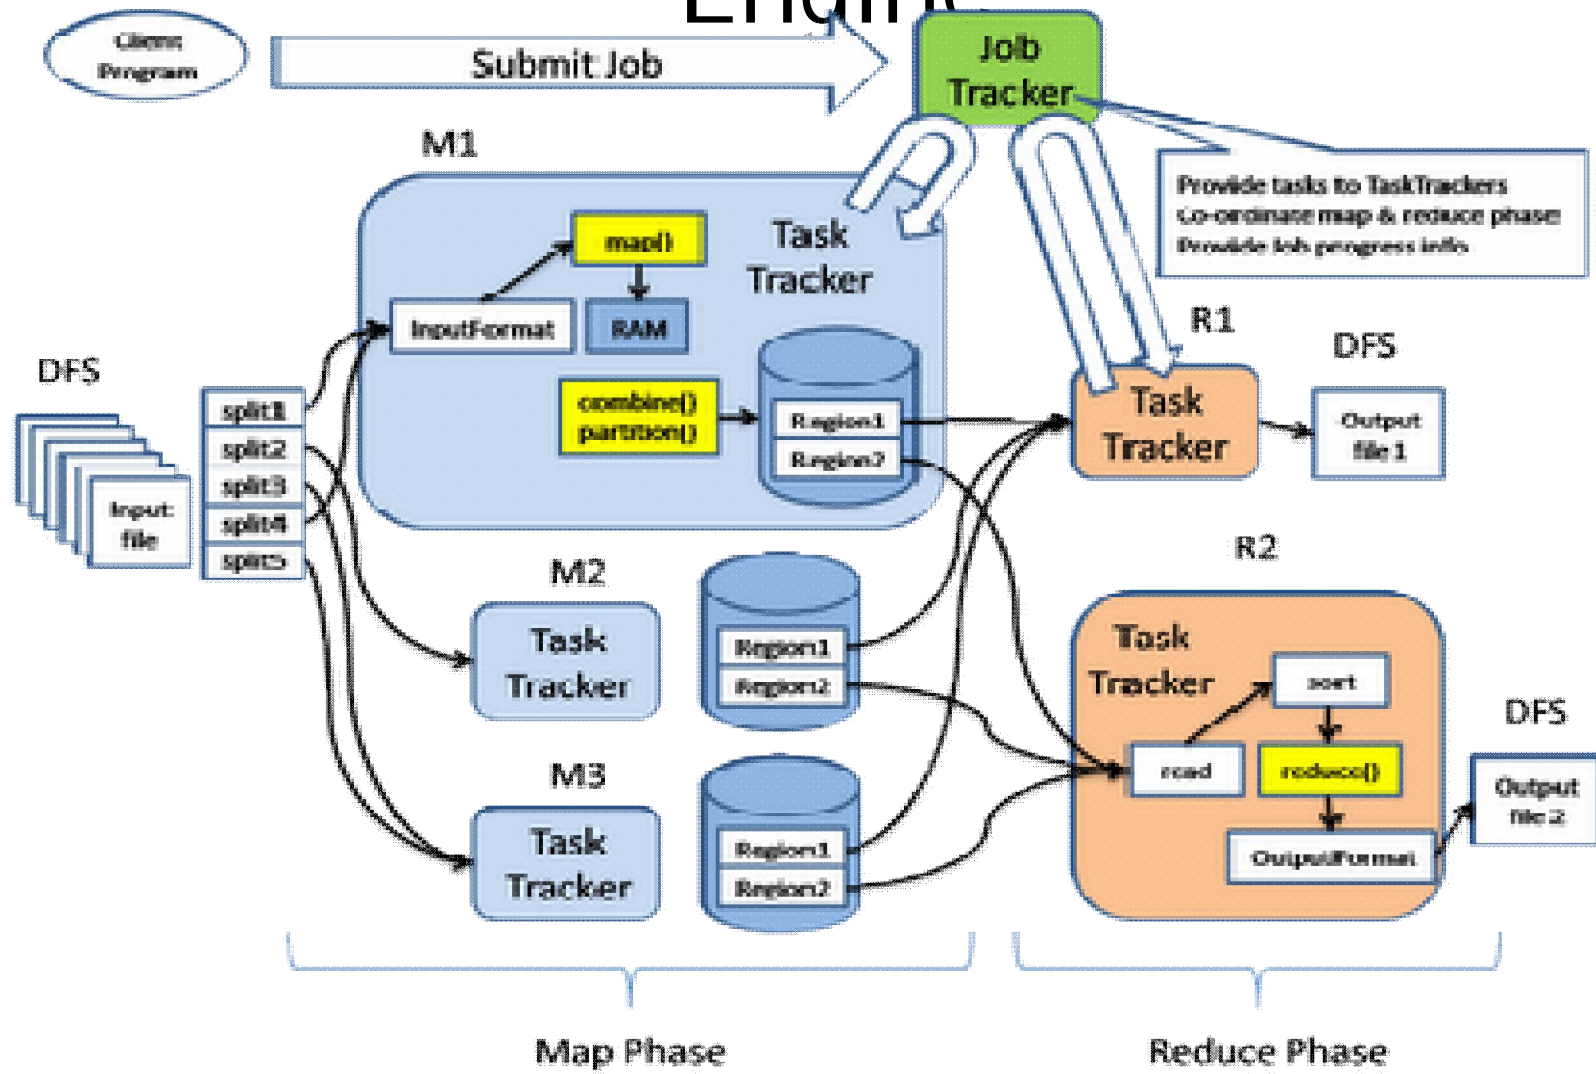 Engine
Client
Program
Submit Job
Job
Tracker
M1
Provide tasks to TaskTrackers
Co-ordinate map & reduce phase
Provide Job progress info
map()
Task
Tracker
InputFormat
RAM
R1
DFS
DFS
split1
split2
split3
split4
split5
Input
file
combine()
partition()
Region1
Region2
Task
Tracker
Output
file 1
M2
R2
Task
Tracker
Region1
Region2
Task
Tracker
sort
read
reduce()
OutputFormat
DFS
Output
file 2
M3
Task
Tracker
Region1
Region2
Map Phase
Reduce Phase